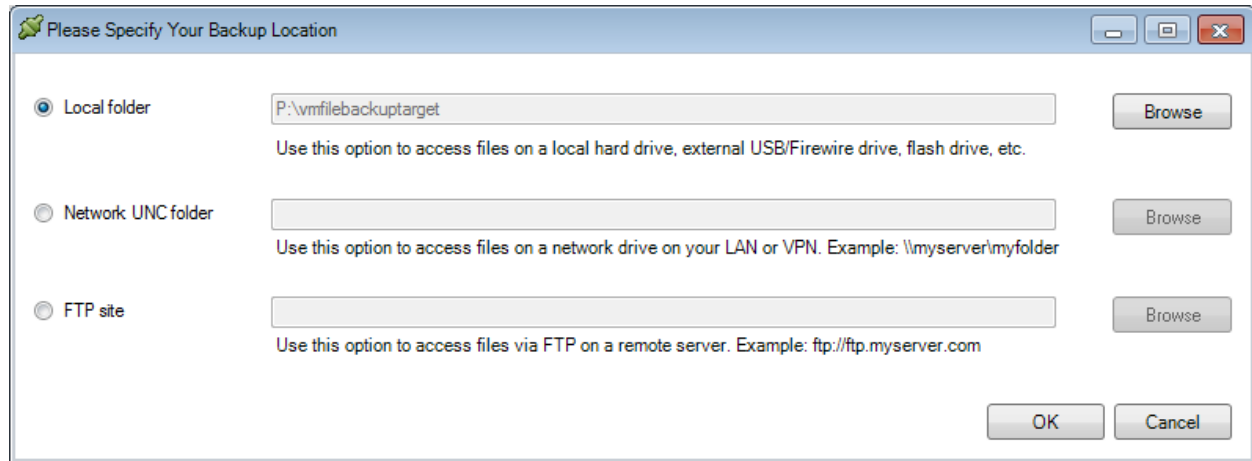 Please Specify Your Backup Location
Local folder
P:\vmfilebackuptarget
Browse
Use this option to access files on a local hard drive, external USB/Firewire drive, flash drive, etc.
Network UNC folder
Browse
Use this option to access files on a network drive on your LAN or VPN. Example: \\myserver\myfolder
FTP site
Browse
Use this option to access files via FTP on a remote server. Example: ftp://ftp.myserver.com
OK
Cancel